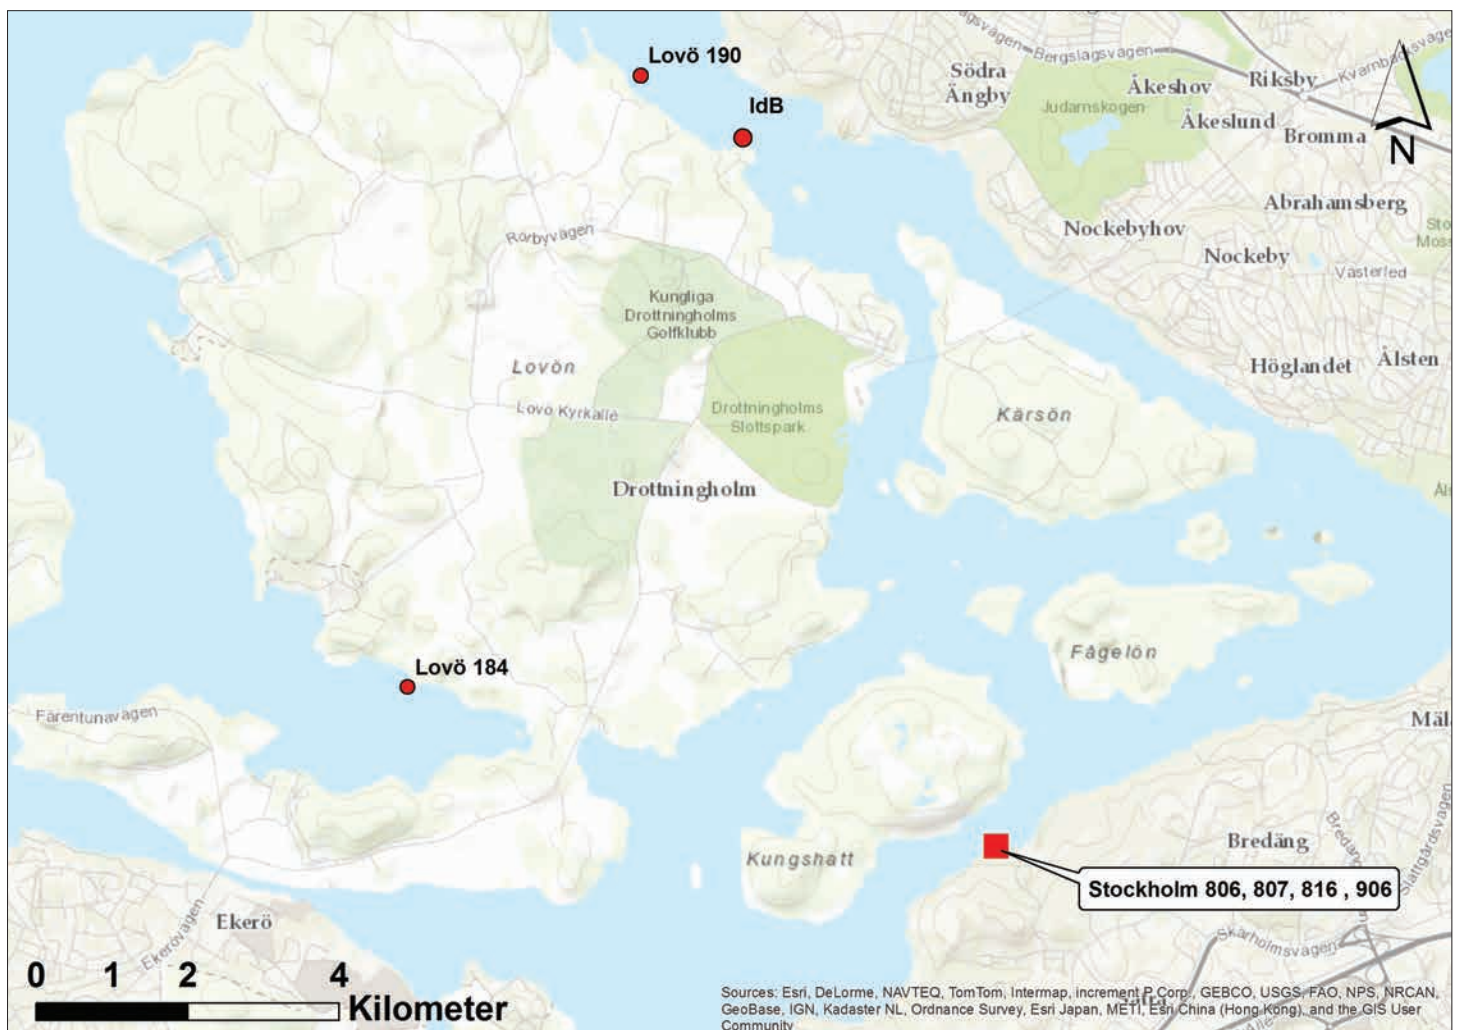 Lovö 190
IdB
Bergslagsvägen
Södra
Ängby
Judarnskogen
Åkeshov
Riksby
Åkeslund
Bromma
N
Abrahamsberg
Nockebyhov
Nockeby
Västerled
Rörbyvägen
Kungliga
Drottningholms
Golfklubb
Lovön
Höglandet
Ålsten
Lovö Kyrkallé
Drottningholms
Slottspark
Kärsön
Drottningholm
Lovö 184
Fågelön
Färentunavägen
Kungshatt
Bredäng
Stockholm 806, 807, 816 , 906
Ekerö
Ekerövägen
Slättgårdsvägen
Skärholmsvägen
0 1 2 4
Kilometer
Sätra
Sources: Esri, DeLorme, NAVTEQ, TomTom, Intermap, increment P Corp., GEBCO, USGS, FAO, NPS, NRCAN,
GeoBase, IGN, Kadaster NL, Ordnance Survey, Esri Japan, METI, Esri China (Hong Kong), and the GIS User
Community